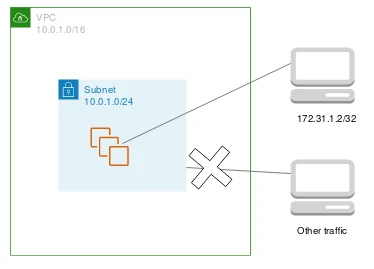 VPC
10.0.1.0/16
Subnet
10.0.1.0/24
172.31.1.2/32
Other traffic